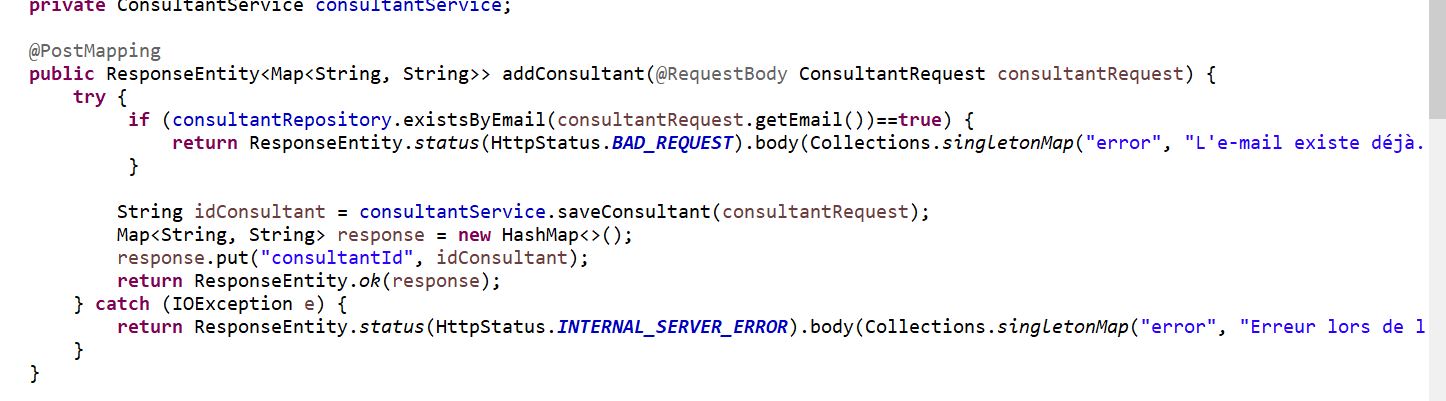 private ConsultantService consultantService;
@PostMapping
public ResponseEntity<Map<String, String>> addConsultant(@RequestBody ConsultantRequest consultantRequest) {
try {
if (consultantRepository.existsByEmail(consultantRequest.getEmail())==true) {
return ResponseEntity.status(HttpStatus.BAD_REQUEST).body(Collections.singletonMap("error", "L'e-mail existe déjà.
}
String idConsultant = consultantService.saveConsultant(consultantRequest);
Map<String, String> response = new HashMap<>();
response.put("consultantId", idConsultant);
return ResponseEntity.ok(response);
} catch (IOException e) {
return ResponseEntity.status(HttpStatus.INTERNAL_SERVER_ERROR).body(Collections.singletonMap("error", "Erreur lors de l
}
}